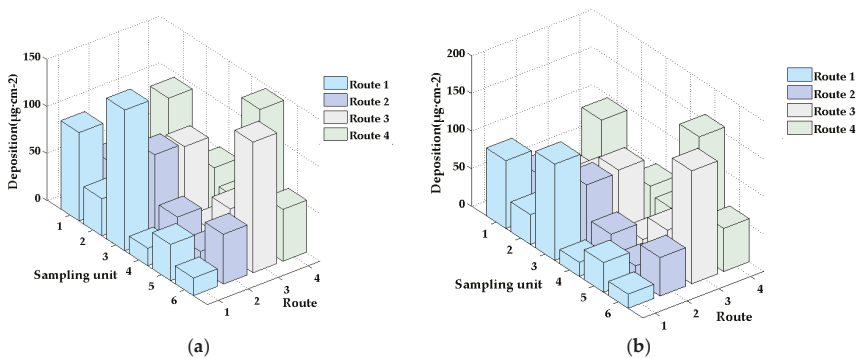 150
100
50
0
Deposition(μg·cm-2)
1
2
3
4
5
6
Sampling unit
1
2
3
4
Route
Route 1
Route 2
Route 3
Route 4
(a)
200
150
100
50
0
Deposition(μg·cm-2)
1
2
3
4
5
6
Sampling unit
1
2
3
4
Route
Route 1
Route 2
Route 3
Route 4
(b)